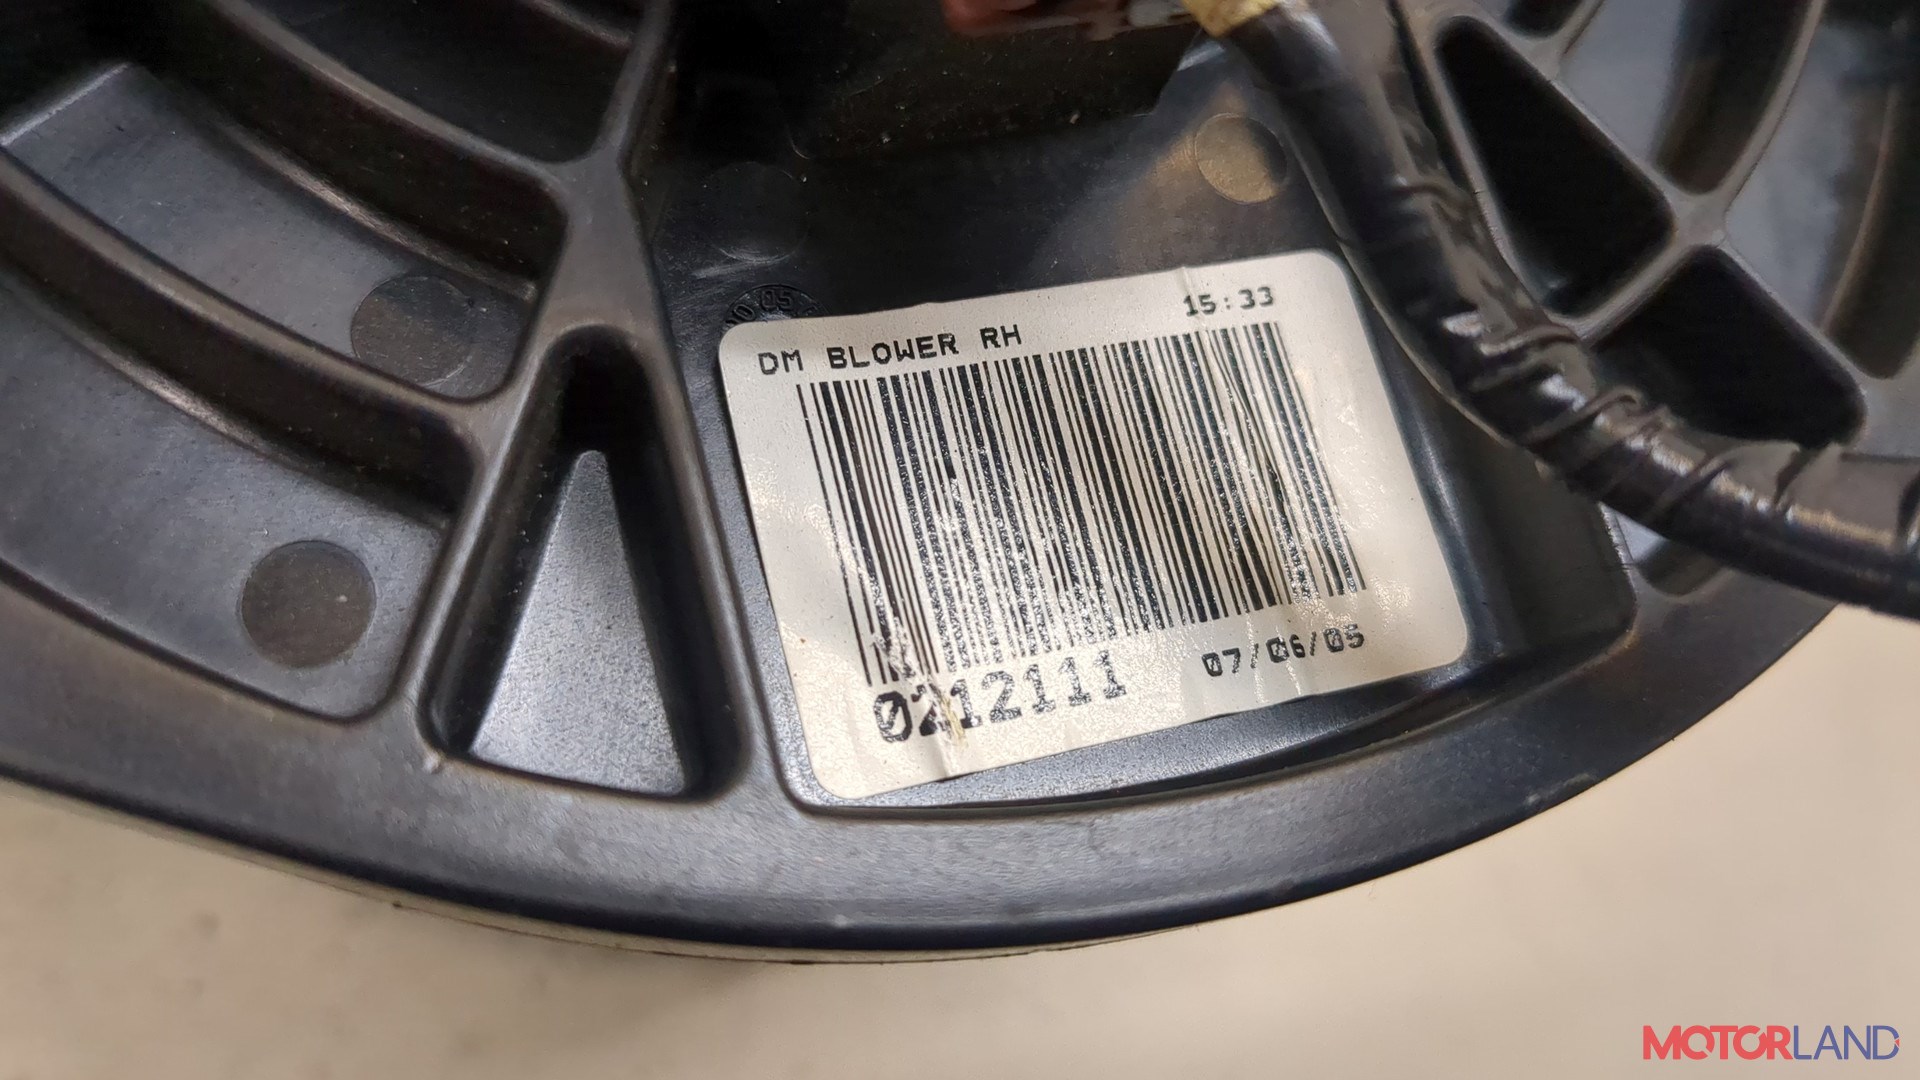 DM BLOWER RH 15:33
0212111 07/06/05
MOTORLAND